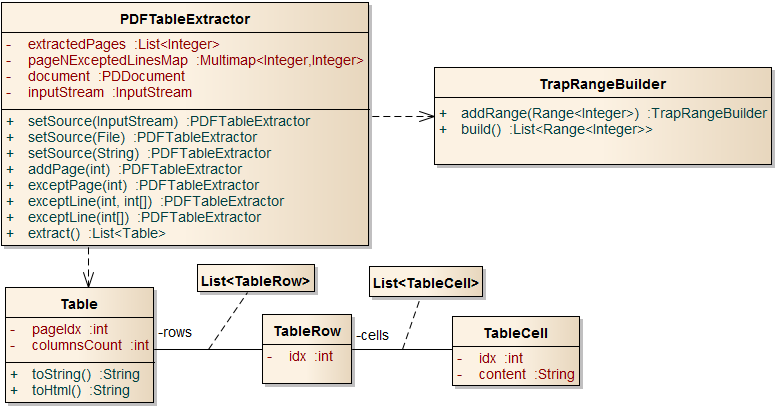 PDFTableExtractor
- extractedPages :List<Integer>
- pageNExceptedLinesMap :Multimap<Integer,Integer>
- document :PDDocument
- inputStream :InputStream
+ setSource(InputStream) :PDFTableExtractor
+ setSource(File) :PDFTableExtractor
+ setSource(String) :PDFTableExtractor
+ addPage(int) :PDFTableExtractor
+ exceptPage(int) :PDFTableExtractor
+ exceptLine(int, int[]) :PDFTableExtractor
+ exceptLine(int[]) :PDFTableExtractor
+ extract() :List<Table>
TrapRangeBuilder
+ addRange(Range<Integer>) :TrapRangeBuilder
+ build() :List<Range<Integer>>
List<TableRow>
List<TableCell>
Table
- pageIdx :int
- columnsCount :int
+ toString() :String
+ toHtml() :String
-rows
TableRow
- idx :int
-cells
TableCell
- idx :int
- content :String